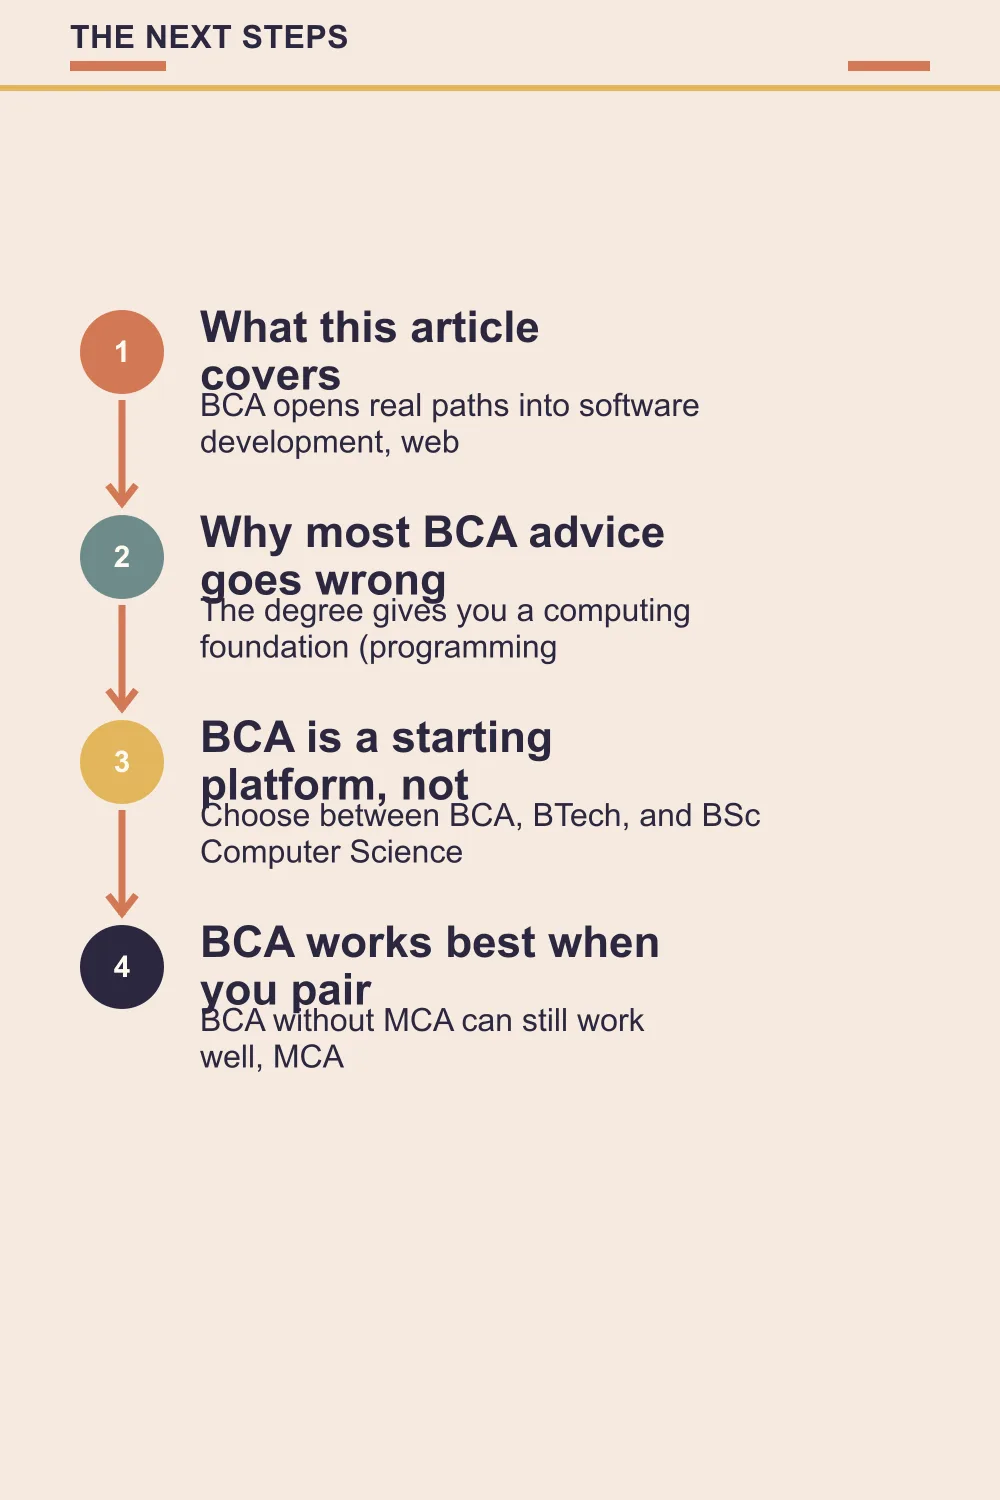 THE NEXT STEPS
1
What this article
covers
BCA opens real paths into software
development, web
2
Why most BCA advice
goes wrong
The degree gives you a computing
foundation (programming
3
BCA is a starting
platform, not
Choose between BCA, BTech, and BSc
Computer Science
4
BCA works best when
you pair
BCA without MCA can still work
well, MCA